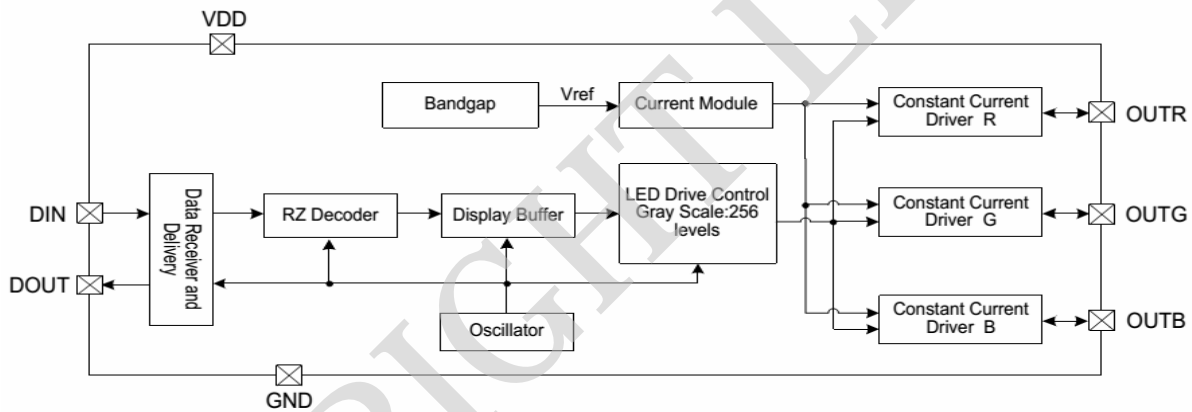 VDD
Bandgap
Vref
Current Module
Constant Current
Driver R
OUTR
DIN
Data Receiver and
Delivery
RZ Decoder
Display Buffer
LED Drive Control
Gray Scale:256
levels
Constant Current
Driver G
OUTG
DOUT
Oscillator
Constant Current
Driver B
OUTB
GND